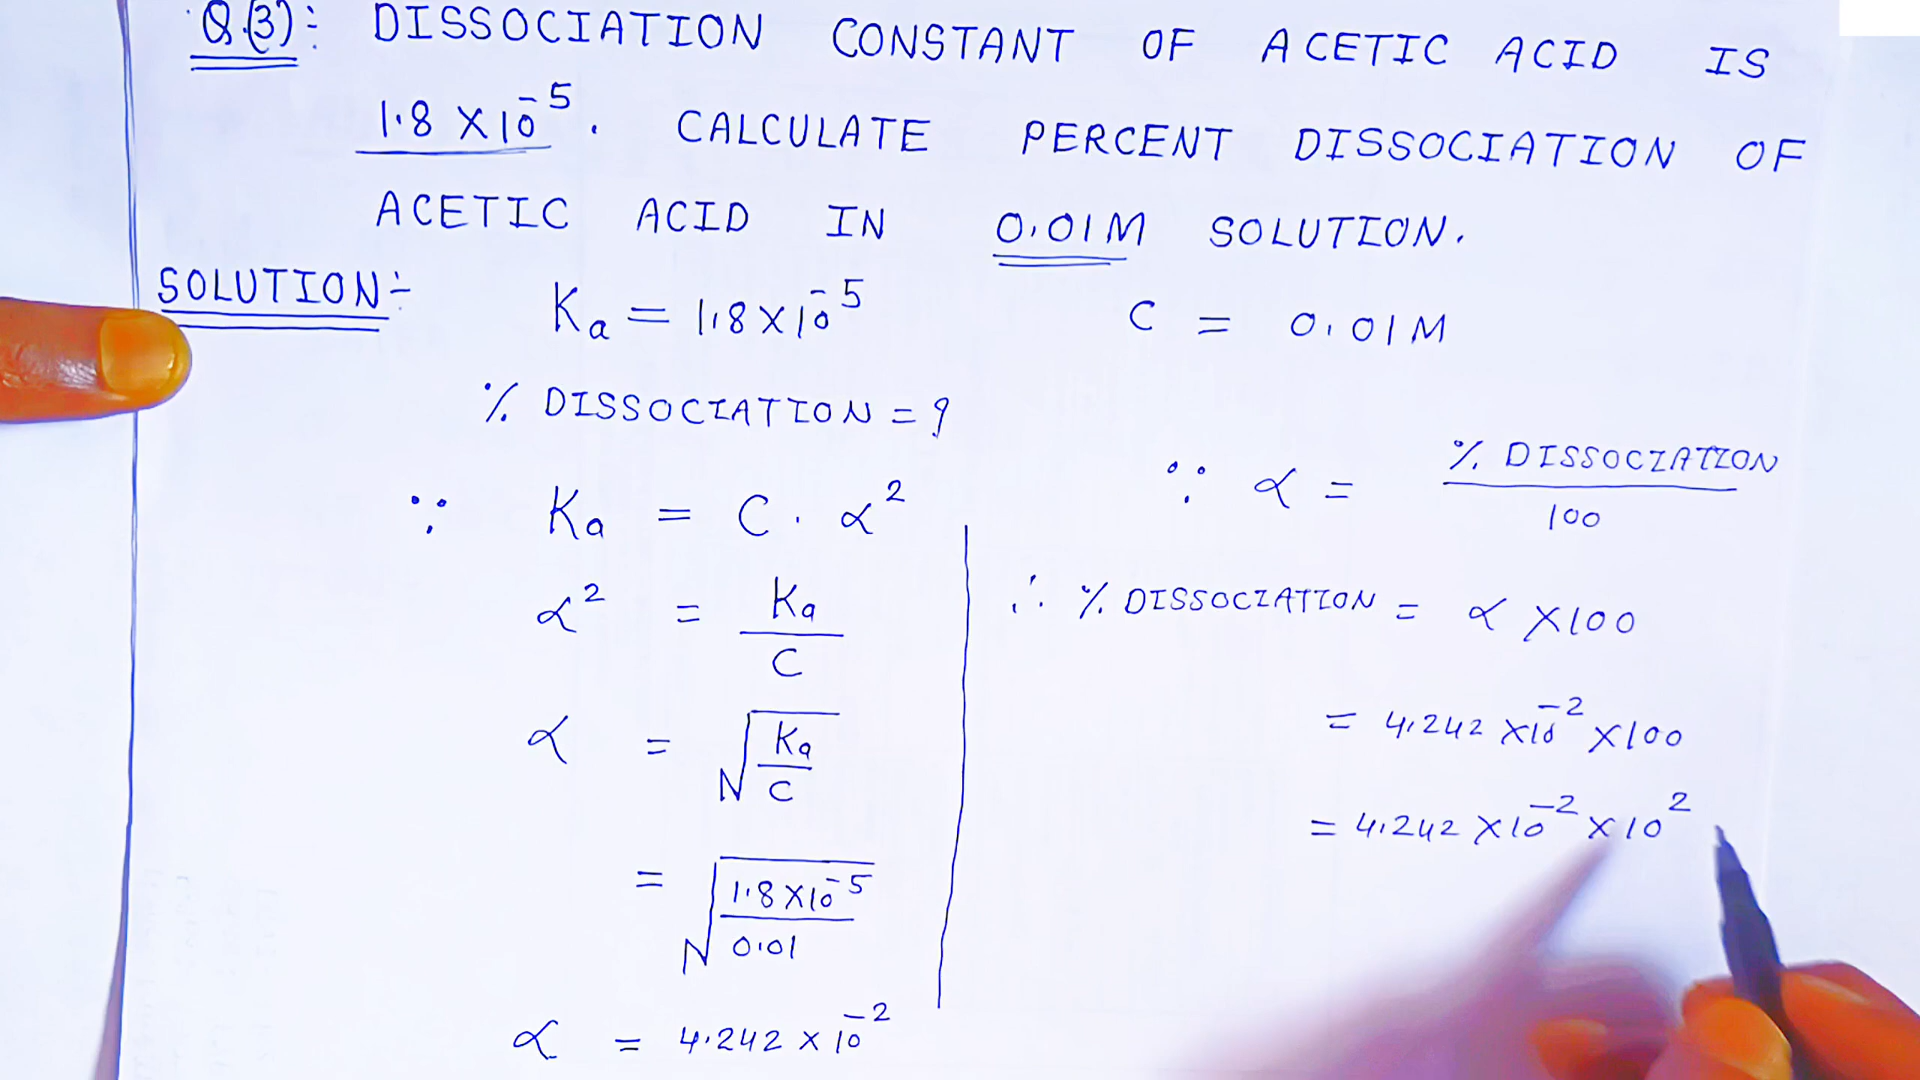 Q.(3):- DISSOCIATION CONSTANT OF ACETIC ACID IS
1.8 × 10⁻⁵. CALCULATE PERCENT DISSOCIATION OF
ACETIC ACID IN 0.01M SOLUTION.
SOLUTION:-
Ka = 1.8 × 10⁻⁵
C = 0.01M
% DISSOCIATION = ?
∵ Ka = C . α²
α² = Ka / C
α = √(Ka / C)
= √(1.8 × 10⁻⁵ / 0.01)
α = 4.242 × 10⁻²
∵ α = % DISSOCIATION / 100
∴ % DISSOCIATION = α × 100
= 4.242 × 10⁻² × 100
= 4.242 × 10⁻² × 10²